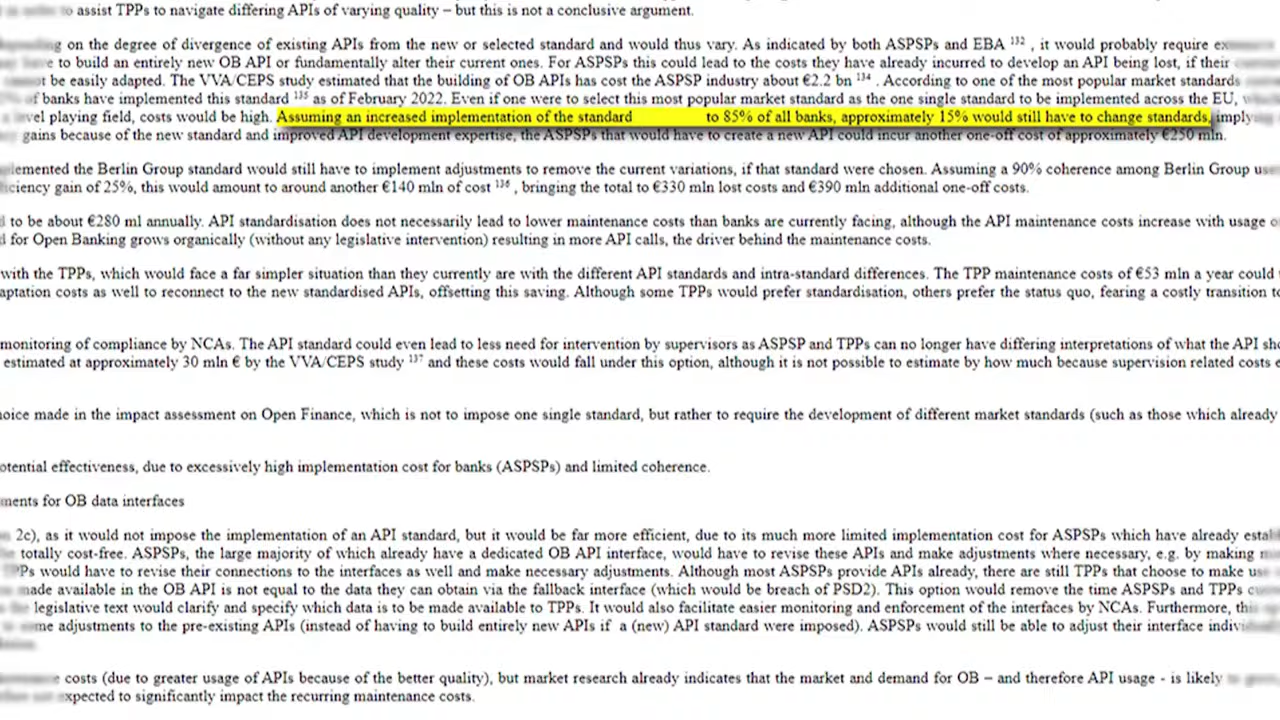 assist TPPs to navigate differing APIs of varying quality – but this is not a conclusive argument.
on the degree of divergence of existing APIs from the new or selected standard and would thus vary. As indicated by both ASPSPs and EBA 132 , it would probably require
to build an entirely new OB API or fundamentally alter their current ones. For ASPSPs this could lead to the costs they have already incurred to develop an API being lost, if their
be easily adapted. The VVA/CEPS study estimated that the building of OB APIs has cost the ASPSP industry about €2.2 bn 134 . According to one of the most popular market standards
of banks have implemented this standard 135 as of February 2022. Even if one were to select this most popular market standard as the one single standard to be implemented across the EU,
level playing field, costs would be high. Assuming an increased implementation of the standard to 85% of all banks, approximately 15% would still have to change standards, imply
gains because of the new standard and improved API development expertise, the ASPSPs that would have to create a new API could incur another one-off cost of approximately €250 mln.
lemented the Berlin Group standard would still have to implement adjustments to remove the current variations, if that standard were chosen. Assuming a 90% coherence among Berlin Group
iciency gain of 25%, this would amount to around another €140 mln of cost 136 , bringing the total to €330 mln lost costs and €390 mln additional one-off costs.
to be about €280 ml annually. API standardisation does not necessarily lead to lower maintenance costs than banks are currently facing, although the API maintenance costs increase with usage
for Open Banking grows organically (without any legislative intervention) resulting in more API calls, the driver behind the maintenance costs.
with the TPPs, which would face a far simpler situation than they currently are with the different API standards and intra-standard differences. The TPP maintenance costs of €53 mln a year could
aptation costs as well to reconnect to the new standardised APIs, offsetting this saving. Although some TPPs would prefer standardisation, others prefer the status quo, fearing a costly transition to
monitoring of compliance by NCAs. The API standard could even lead to less need for intervention by supervisors as ASPSP and TPPs can no longer have differing interpretations of what the API sho
estimated at approximately 30 mln € by the VVA/CEPS study 137 and these costs would fall under this option, although it is not possible to estimate by how much because supervision related costs
oice made in the impact assessment on Open Finance, which is not to impose one single standard, but rather to require the development of different market standards (such as those which already
otential effectiveness, due to excessively high implementation cost for banks (ASPSPs) and limited coherence.
ments for OB data interfaces
2c), as it would not impose the implementation of an API standard, but it would be far more efficient, due to its much more limited implementation cost for ASPSPs which have already
totally cost-free. ASPSPs, the large majority of which already have a dedicated OB API interface, would have to revise these APIs and make adjustments where necessary, e.g. by making
PPs would have to revise their connections to the interfaces as well and make necessary adjustments. Although most ASPSPs provide APIs already, there are still TPPs that choose to make use
made available in the OB API is not equal to the data they can obtain via the fallback interface (which would be breach of PSD2). This option would remove the time ASPSPs and TPPs
legislative text would clarify and specify which data is to be made available to TPPs. It would also facilitate easier monitoring and enforcement of the interfaces by NCAs. Furthermore,
me adjustments to the pre-existing APIs (instead of having to build entirely new APIs if a (new) API standard were imposed). ASPSPs would still be able to adjust their interface
costs (due to greater usage of APIs because of the better quality), but market research already indicates that the market and demand for OB – and therefore API usage - is likely
expected to significantly impact the recurring maintenance costs.